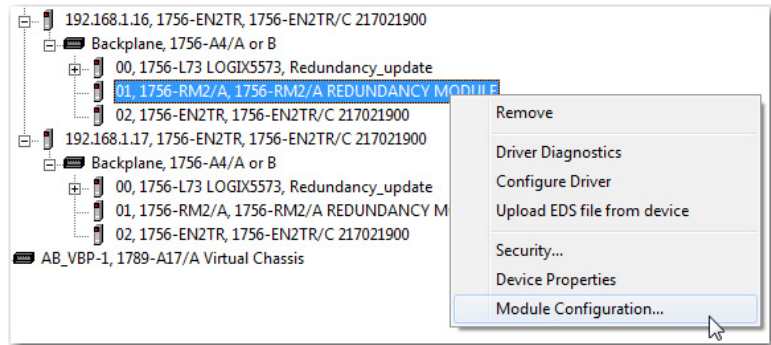 192.168.1.16, 1756-EN2TR, 1756-EN2TR/C 217021900
Backplane, 1756-A4/A or B
00, 1756-L73 LOGIX5573, Redundancy_update
01, 1756-RM2/A, 1756-RM2/A REDUNDANCY MODULE
02, 1756-EN2TR, 1756-EN2TR/C 217021900
192.168.1.17, 1756-EN2TR, 1756-EN2TR/C 217021900
Backplane, 1756-A4/A or B
00, 1756-L73 LOGIX5573, Redundancy_update
01, 1756-RM2/A, 1756-RM2/A REDUNDANCY M
02, 1756-EN2TR, 1756-EN2TR/C 217021900
AB_VBP-1, 1789-A17/A Virtual Chassis
Remove
Driver Diagnostics
Configure Driver
Upload EDS file from device
Security...
Device Properties
Module Configuration...